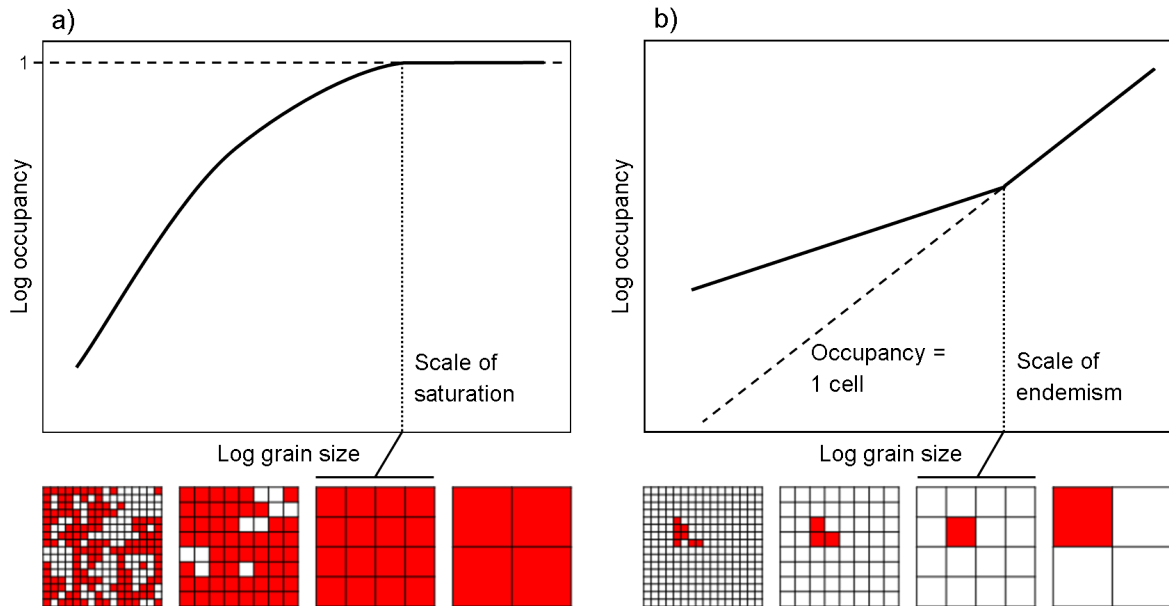 a)
1
Log occupancy
Scale of
saturation
Log grain size
b)
Log occupancy
Occupancy =
1 cell
Scale of
endemism
Log grain size